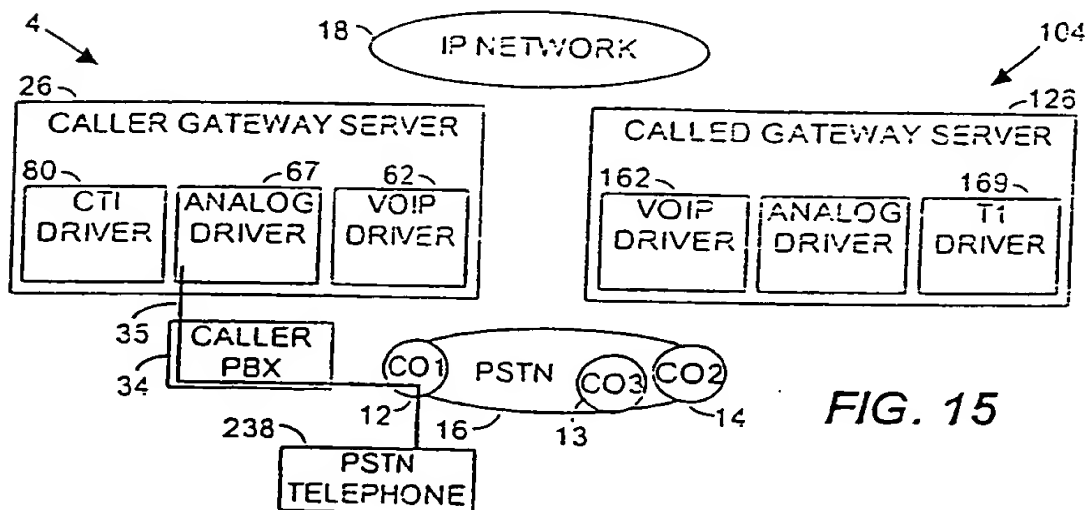 4
18
IP NETWORK
104
26
126
CALLER GATEWAY SERVER
CALLED GATEWAY SERVER
80
67
62
162
169
CTI
DRIVER
ANALOG
DRIVER
VOIP
DRIVER
VOIP
DRIVER
ANALOG
DRIVER
T1
DRIVER
35
CALLER
PBX
34
CO1
PSTN
CO3
CO2
12
16
13
14
FIG. 15
238
PSTN
TELEPHONE